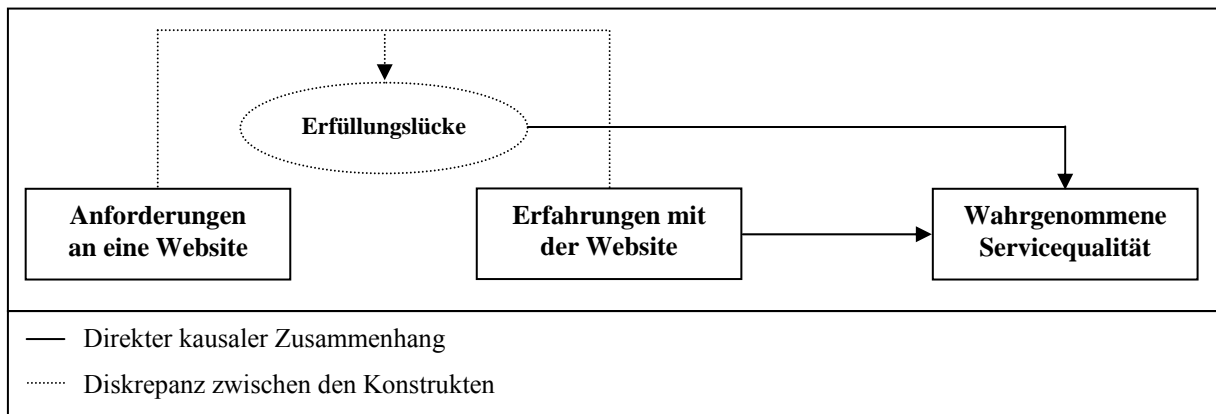 Erfüllungslücke
Anforderungen
an eine Website
Erfahrungen mit
der Website
Wahrgenommene
Servicequalität
Direkter kausaler Zusammenhang
Diskrepanz zwischen den Konstrukten